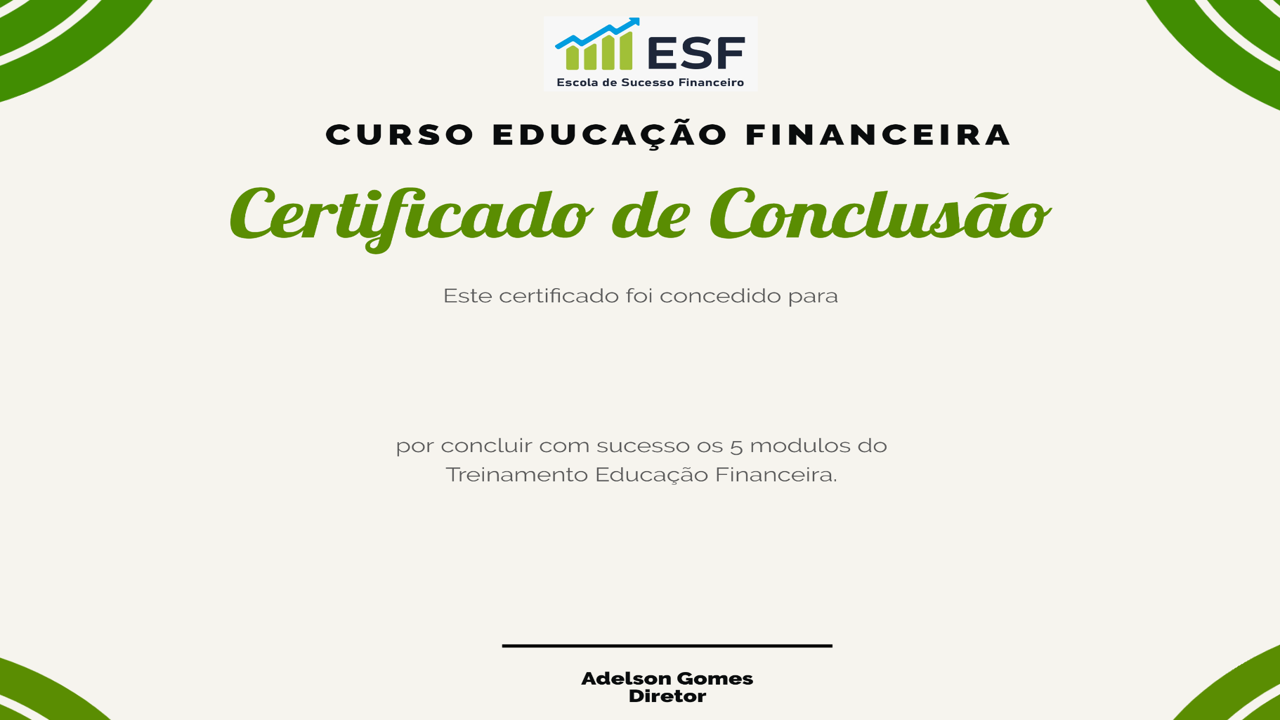 ESF
Escola de Sucesso Financeiro
CURSO EDUCAÇÃO FINANCEIRA
Certificado de Conclusão
Este certificado foi concedido para
por concluir com sucesso os 5 modulos do
Treinamento Educação Financeira.
Adelson Gomes
Diretor